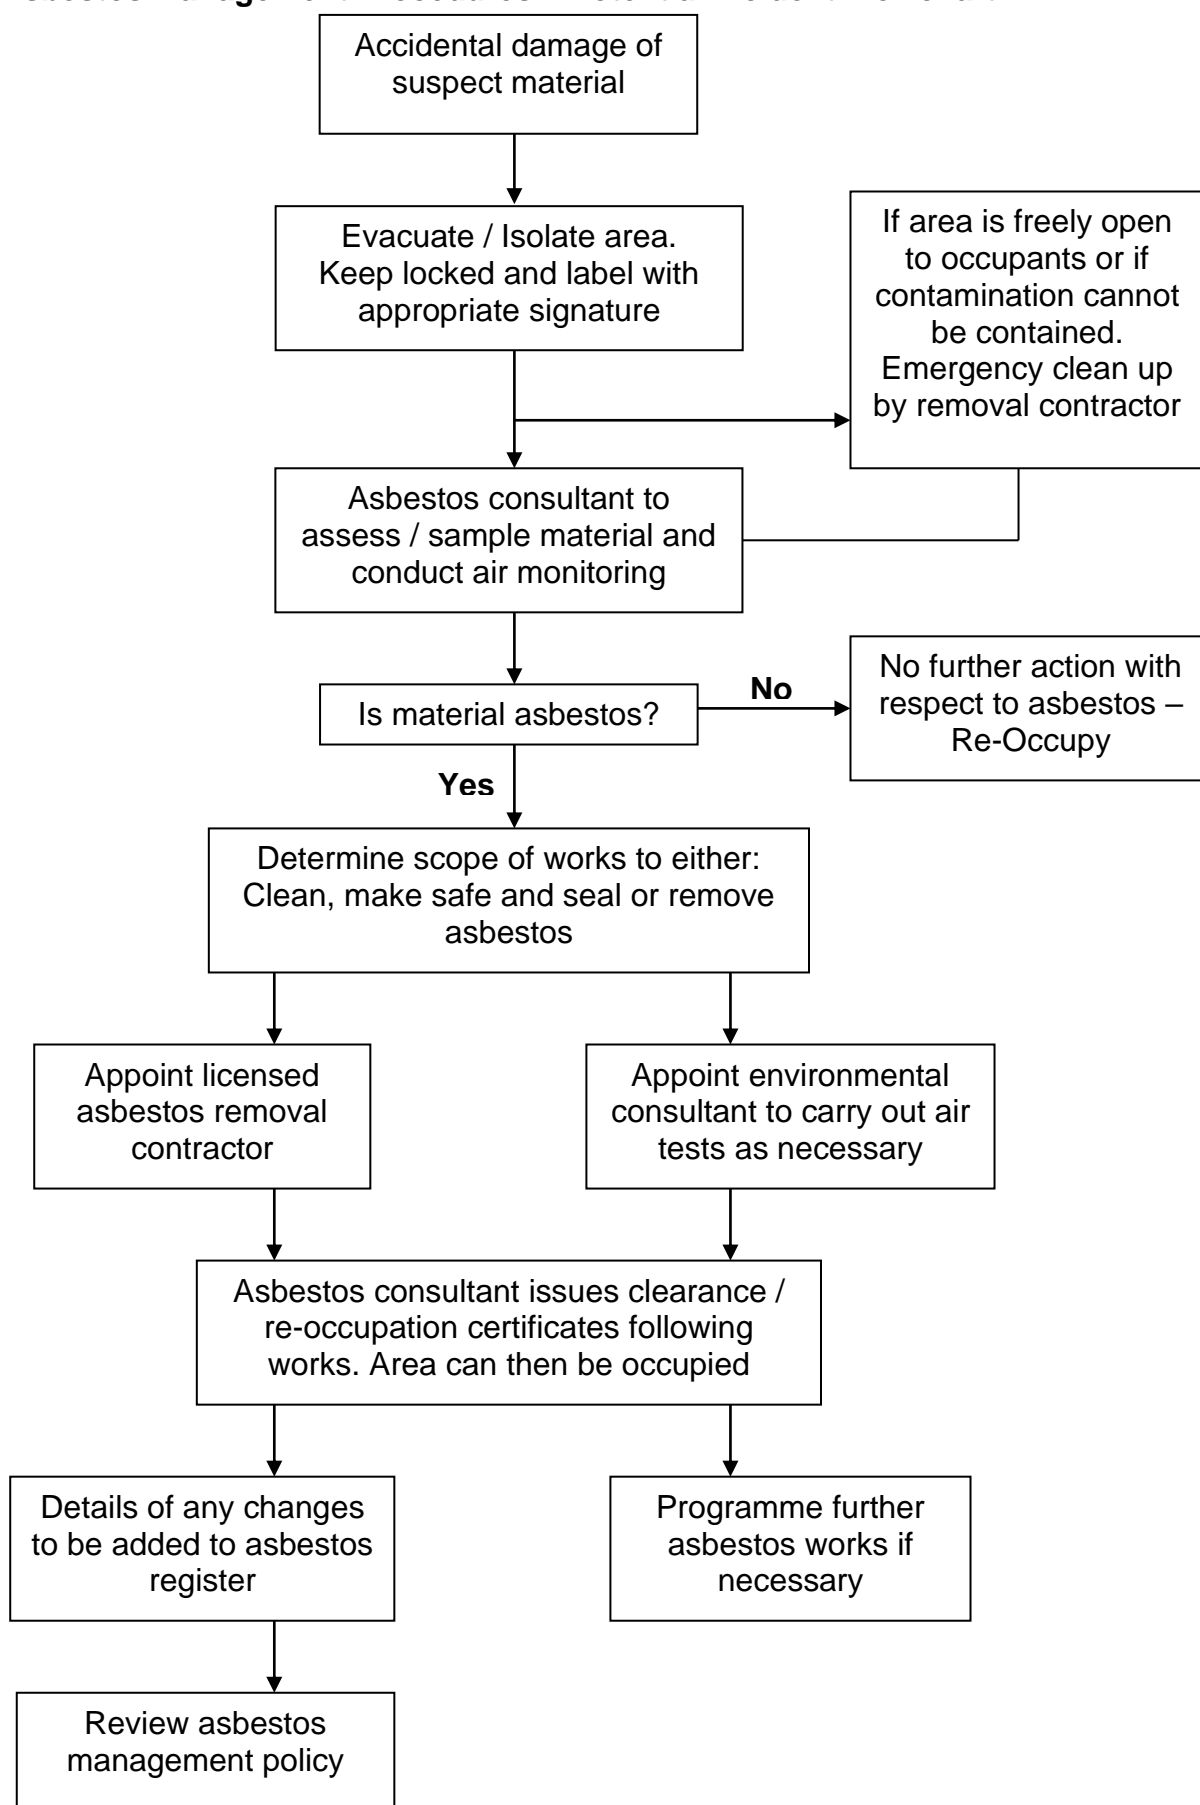 Accidental damage of
suspect material
Evacuate / Isolate area.
Keep locked and label with
appropriate signature
If area is freely open
to occupants or if
contamination cannot
be contained.
Emergency clean up
by removal contractor
Asbestos consultant to
assess / sample material and
conduct air monitoring
Is material asbestos?
No
No further action with
respect to asbestos –
Re-Occupy
Yes
Determine scope of works to either:
Clean, make safe and seal or remove
asbestos
Appoint licensed
asbestos removal
contractor
Appoint environmental
consultant to carry out air
tests as necessary
Asbestos consultant issues clearance /
re-occupation certificates following
works. Area can then be occupied
Details of any changes
to be added to asbestos
register
Programme further
asbestos works if
necessary
Review asbestos
management policy